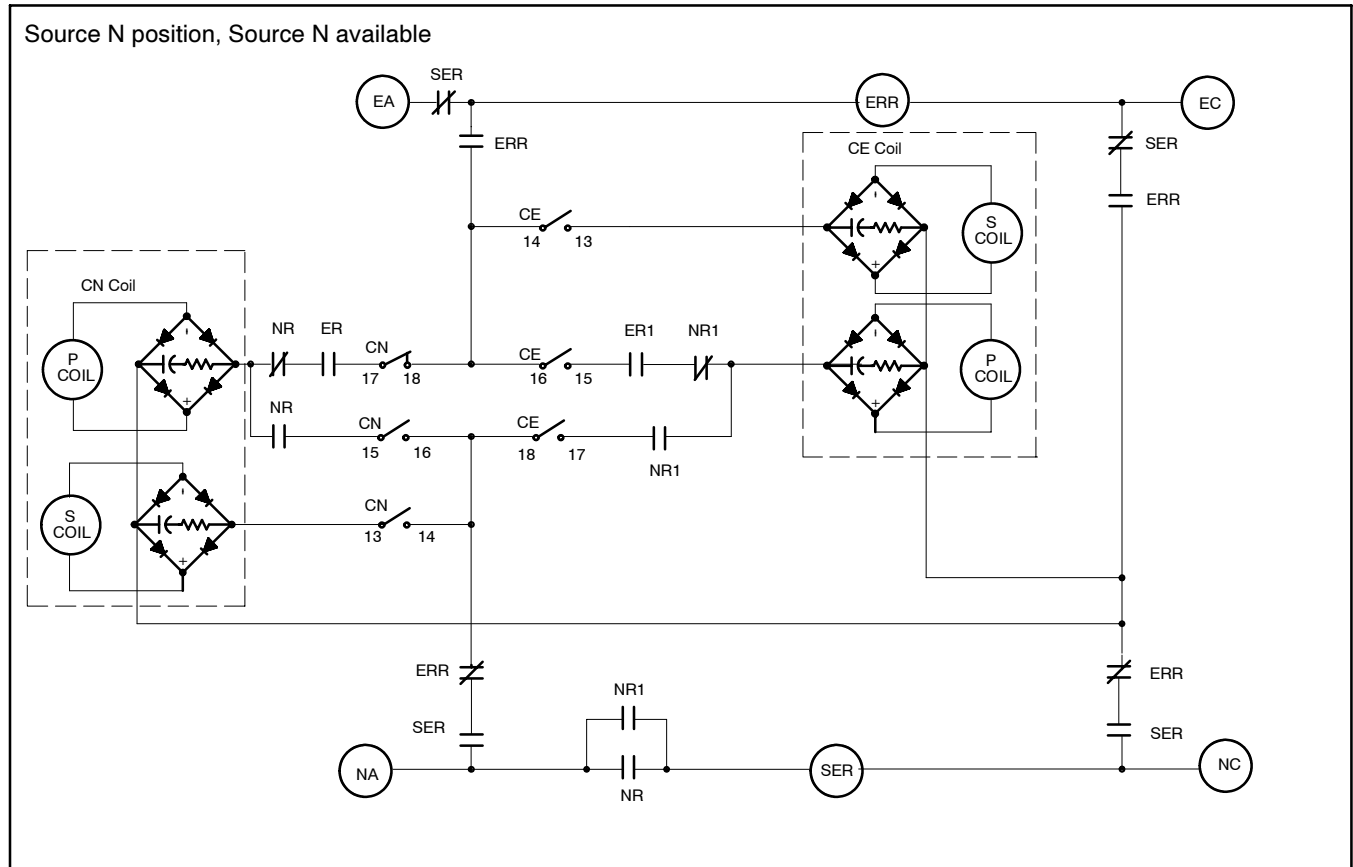 Source N position, Source N available
SER
EA
ERR
EC
ERR
SER
CE Coil
ERR
CE
14 13
S
COIL
-
+
CN Coil
P
COIL
-
+
NR
ER
CN
17 18
CE
16 15
ER1
NR1
P
COIL
-
+
NR
CN
15 16
CE
18 17
NR1
S
COIL
-
+
CN
13 14
ERR
SER
NR1
NR
ERR
SER
NA
SER
NC